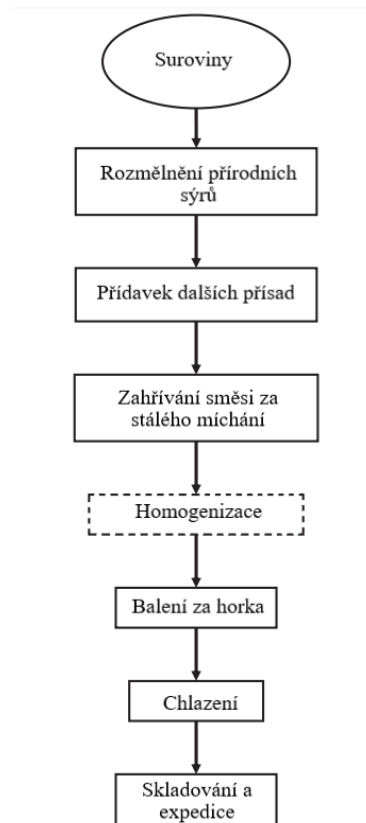 Suroviny
Rozmělnění přírodních
sýrů
Přídavek dalších přísad
Zahřívání směsi za
stálého míchání
Homogenizace
Balení za horka
Chlazení
Skladování a
expedice